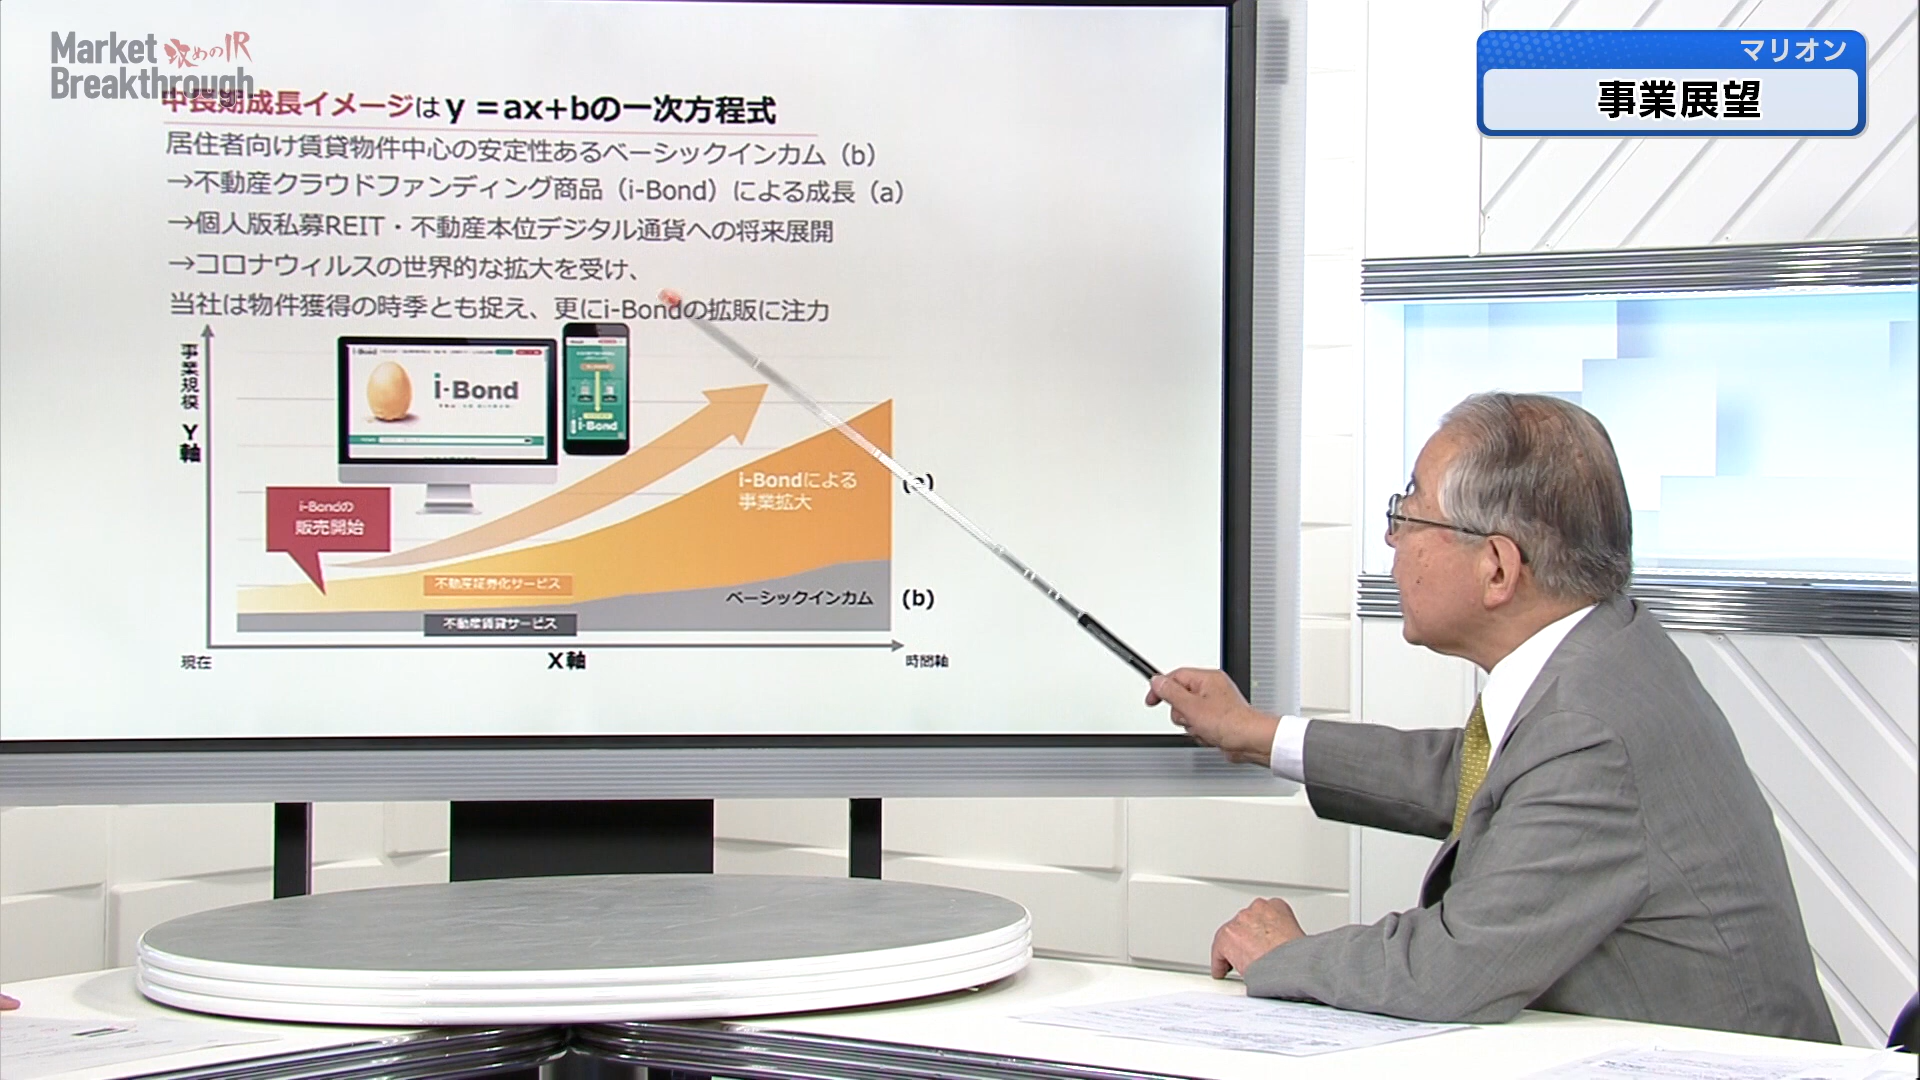 Market 攻めのIR
Breakthrough
マリオン
事業展望
中長期成長イメージはy=ax+bの一次方程式
居住者向け賃貸物件中心の安定性あるベーシックインカム（b）
→不動産クラウドファンディング商品（i-Bond）による成長（a）
→個人版私募REIT・不動産本位デジタル通貨への将来展開
→コロナウィルスの世界的な拡大を受け、
当社は物件獲得の時季とも捉え、更にi-Bondの拡販に注力
事業規模 Y軸
i-Bond
i-Bond
i-Bondの
販売開始
i-Bondによる
事業拡大
(a)
不動産証券化サービス
ベーシックインカム
(b)
不動産賃貸サービス
現在
X軸
時間軸